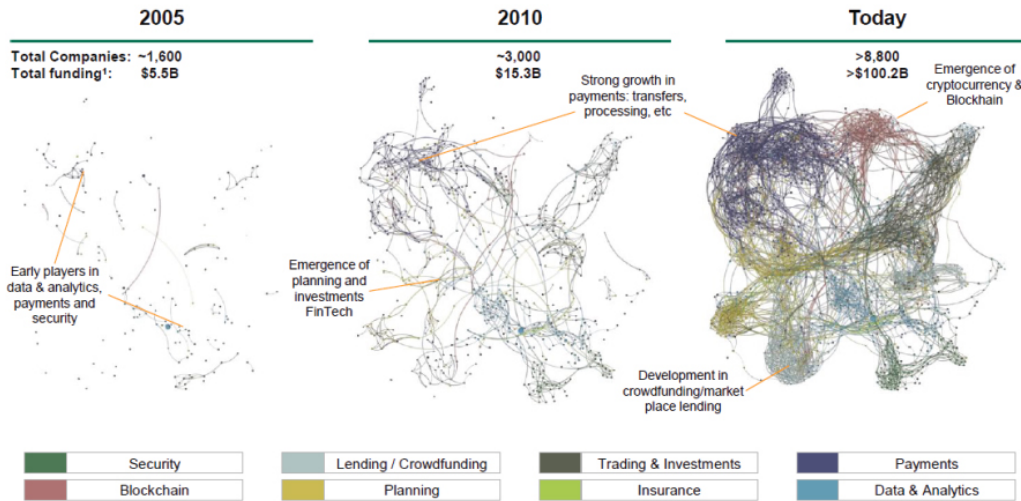 2005
2010
Today
Total Companies: ~1,600
~3,000
>8,800
Total funding¹: $5.5B
$15.3B
>$100.2B
Strong growth in
payments: transfers,
processing, etc
Emergence of
cryptocurrency &
Blockhain
Early players in
data & analytics,
payments and
security
Emergence of
planning and
investments
FinTech
Development in
crowdfunding/market
place lending
Security
Lending / Crowdfunding
Trading & Investments
Payments
Blockchain
Planning
Insurance
Data & Analytics